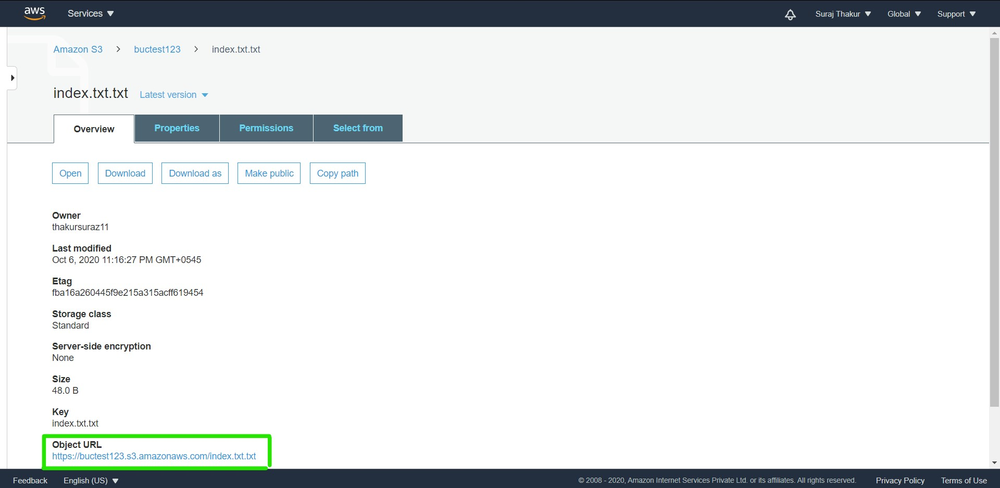 aws
Services
Suraj Thakur
Global
Support
Amazon S3 > buctest123 > index.txt.txt
index.txt.txt
Latest version
Overview
Properties
Permissions
Select from
Open
Download
Download as
Make public
Copy path
Owner
thakursuraz11
Last modified
Oct 6, 2020 11:16:27 PM GMT+0545
Etag
fba16a260445f9e215a315acff619454
Storage class
Standard
Server-side encryption
None
Size
48.0 B
Key
index.txt.txt
Object URL
https://buctest123.s3.amazonaws.com/index.txt.txt
Feedback
English (US)
© 2008 - 2020, Amazon Internet Services Private Ltd. or its affiliates. All rights reserved.
Privacy Policy
Terms of Use